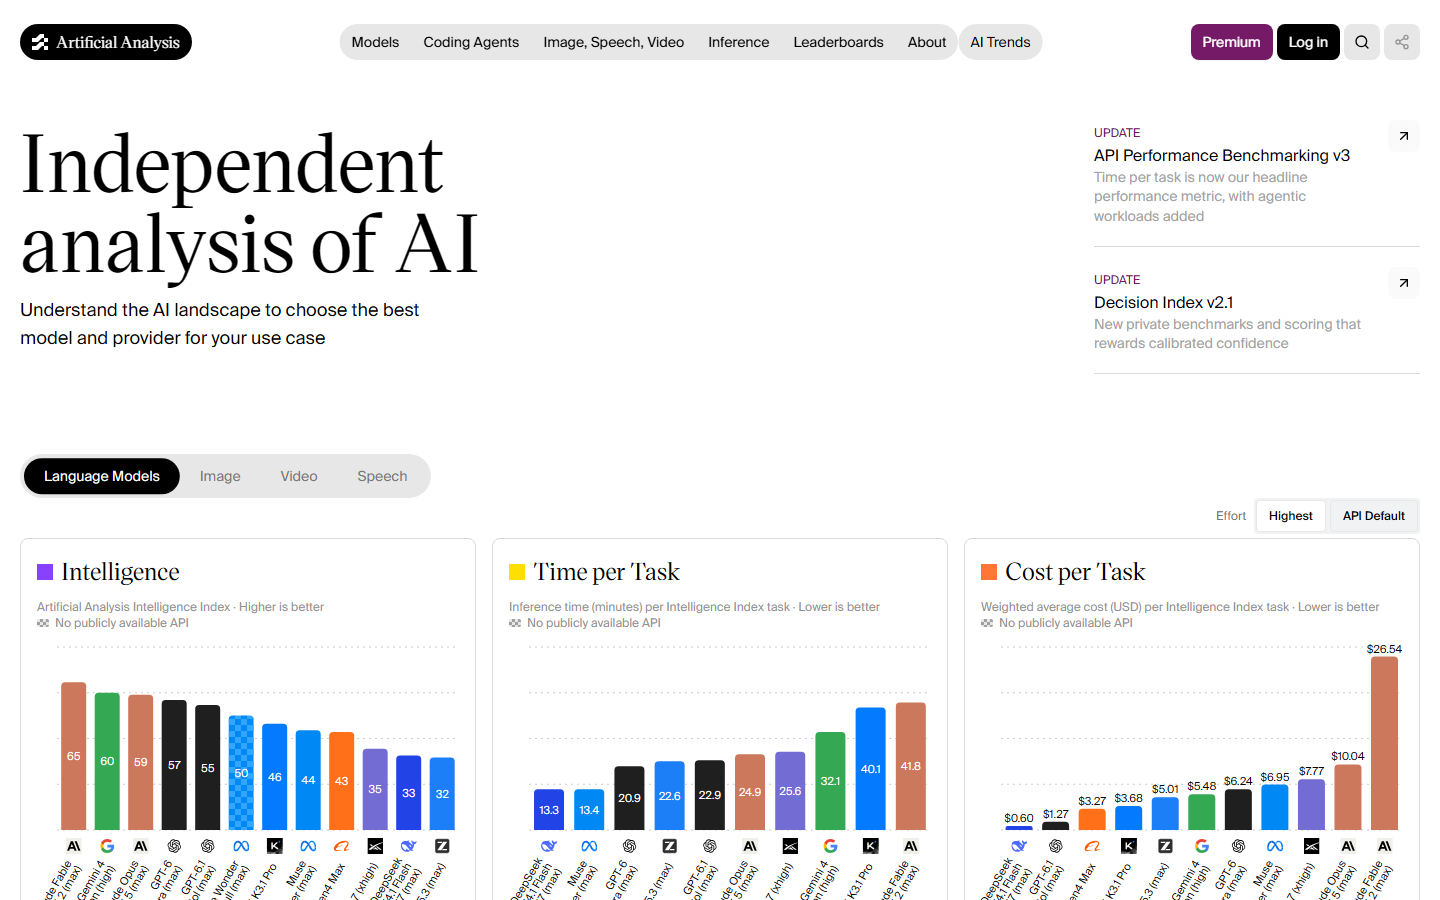 Artificial Analysis
Models
Coding Agents
Image, Speech, Video
Inference
Leaderboards
About
AI Trends
Premium
Log in
Independent
analysis of AI
Understand the AI landscape to choose the best
model and provider for your use case
UPDATE
API Performance Benchmarking v3
Time per task is now our headline
performance metric, with agentic
workloads added
UPDATE
Decision Index v2.1
New private benchmarks and scoring that
rewards calibrated confidence
Language Models
Image
Video
Speech
Effort
Highest
API Default
Intelligence
Artificial Analysis Intelligence Index · Higher is better
No publicly available API
65
60
59
57
55
50
46
44
43
35
33
32
Time per Task
Inference time (minutes) per Intelligence Index task · Lower is better
No publicly available API
13.3
13.4
20.9
22.6
22.9
24.9
25.6
32.1
40.1
41.8
Cost per Task
Weighted average cost (USD) per Intelligence Index task · Lower is better
No publicly available API
$0.60
$1.27
$3.27
$3.68
$5.01
$5.48
$6.24
$6.95
$7.77
$10.04
$26.54